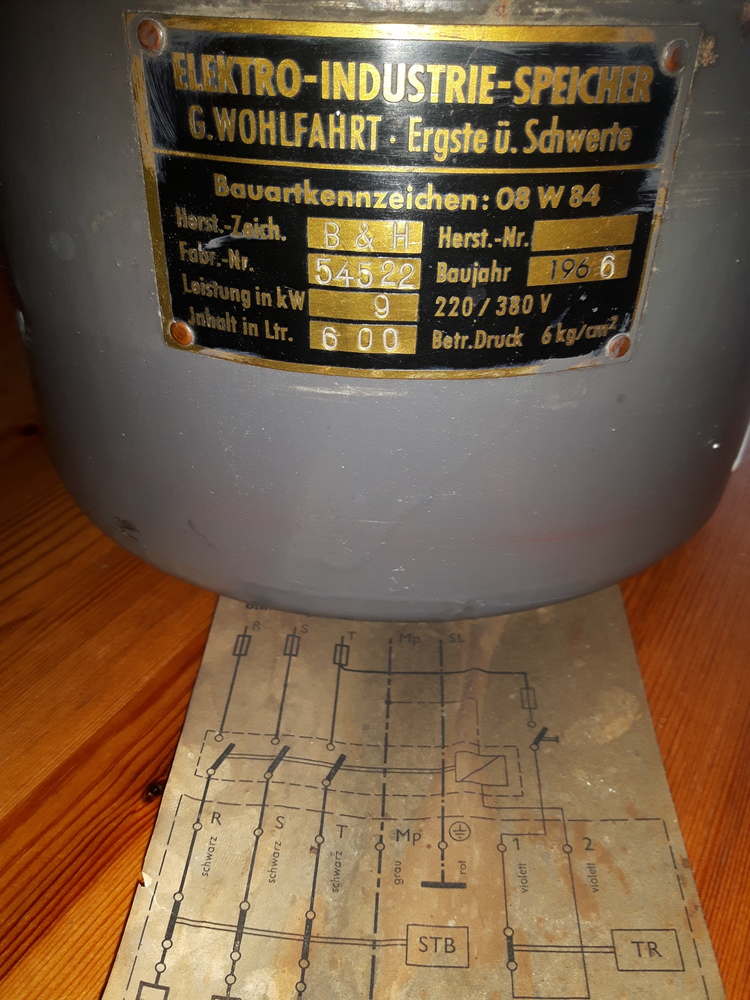 ELEKTRO-INDUSTRIE-SPEICHER
G.WOHLFAHRT · Ergste ü. Schwerte
Bauartkennzeichen: 08 W 84
Herst.-Zeich. B & H Herst.-Nr.
Fabr.-Nr. 54522 Baujahr 1966
Leistung in kW 9 220 / 380 V
Inhalt in Ltr. 600 Betr.Druck 6 kg/cm²
R S T Mp SL
R S T Mp 1 2
schwarz schwarz schwarz grau rot violett violett
STB TR